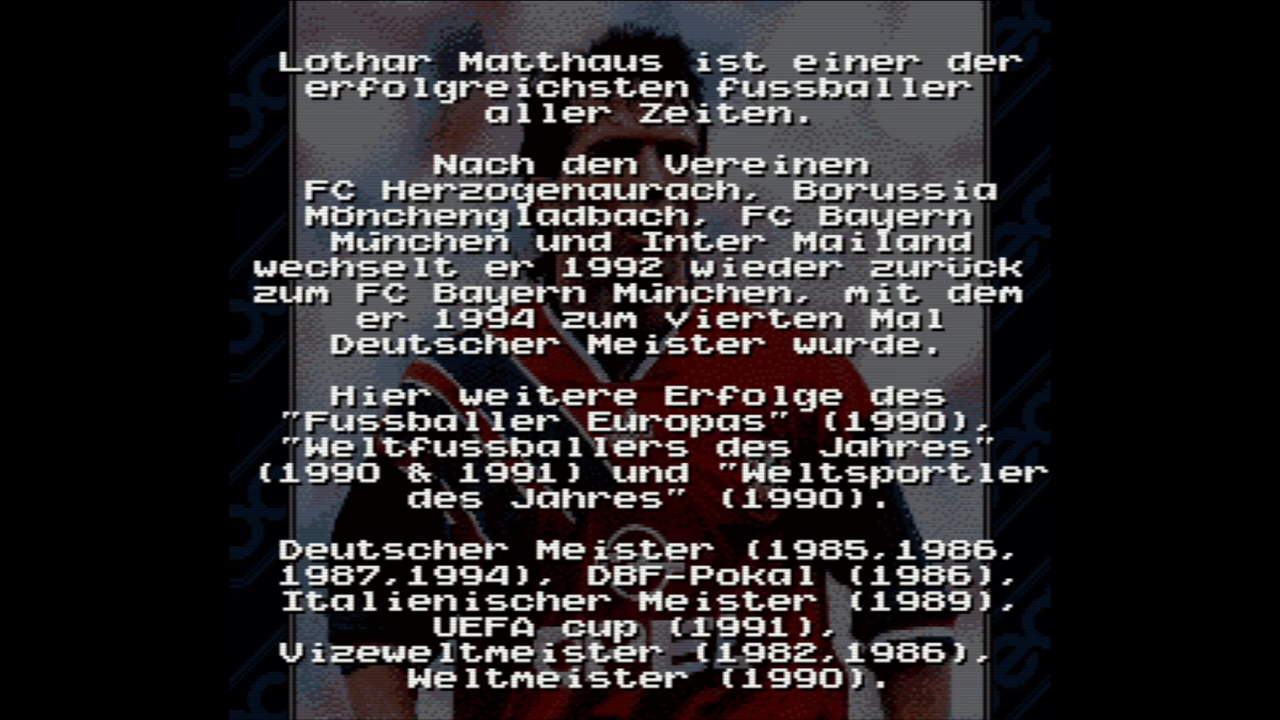 Lothar Matthaus ist einer der
erfolgreichsten fussballer
aller Zeiten.
Nach den Vereinen
FC Herzogenaurach, Borussia
Mönchengladbach, FC Bayern
München und Inter Mailand
wechselt er 1992 wieder zurück
zum FC Bayern München, mit dem
er 1994 zum vierten Mal
Deutscher Meister wurde.
Hier weitere Erfolge des
"Fussballer Europas" (1990),
"Weltfussballers des Jahres"
(1990 & 1991) und "Weltsportler
des Jahres" (1990).
Deutscher Meister (1985,1986,
1987,1994), DBF-Pokal (1986),
Italienischer Meister (1989),
UEFA cup (1991),
Vizeweltmeister (1982,1986),
Weltmeister (1990).